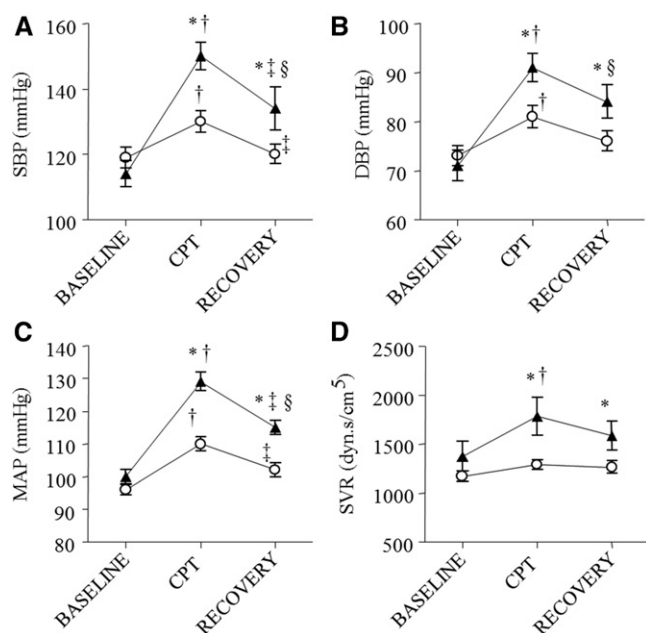 A
SBP (mmHg)
160
140
120
100
* †
†
* ‡ §
‡
BASELINE
CPT
RECOVERY
B
DBP (mmHg)
100
90
80
70
60
* †
†
* §
BASELINE
CPT
RECOVERY
C
MAP (mmHg)
140
130
120
110
100
90
80
* †
†
* ‡ §
‡
BASELINE
CPT
RECOVERY
D
SVR (dyn.s/cm⁵)
2500
2000
1500
1000
500
* †
*
BASELINE
CPT
RECOVERY